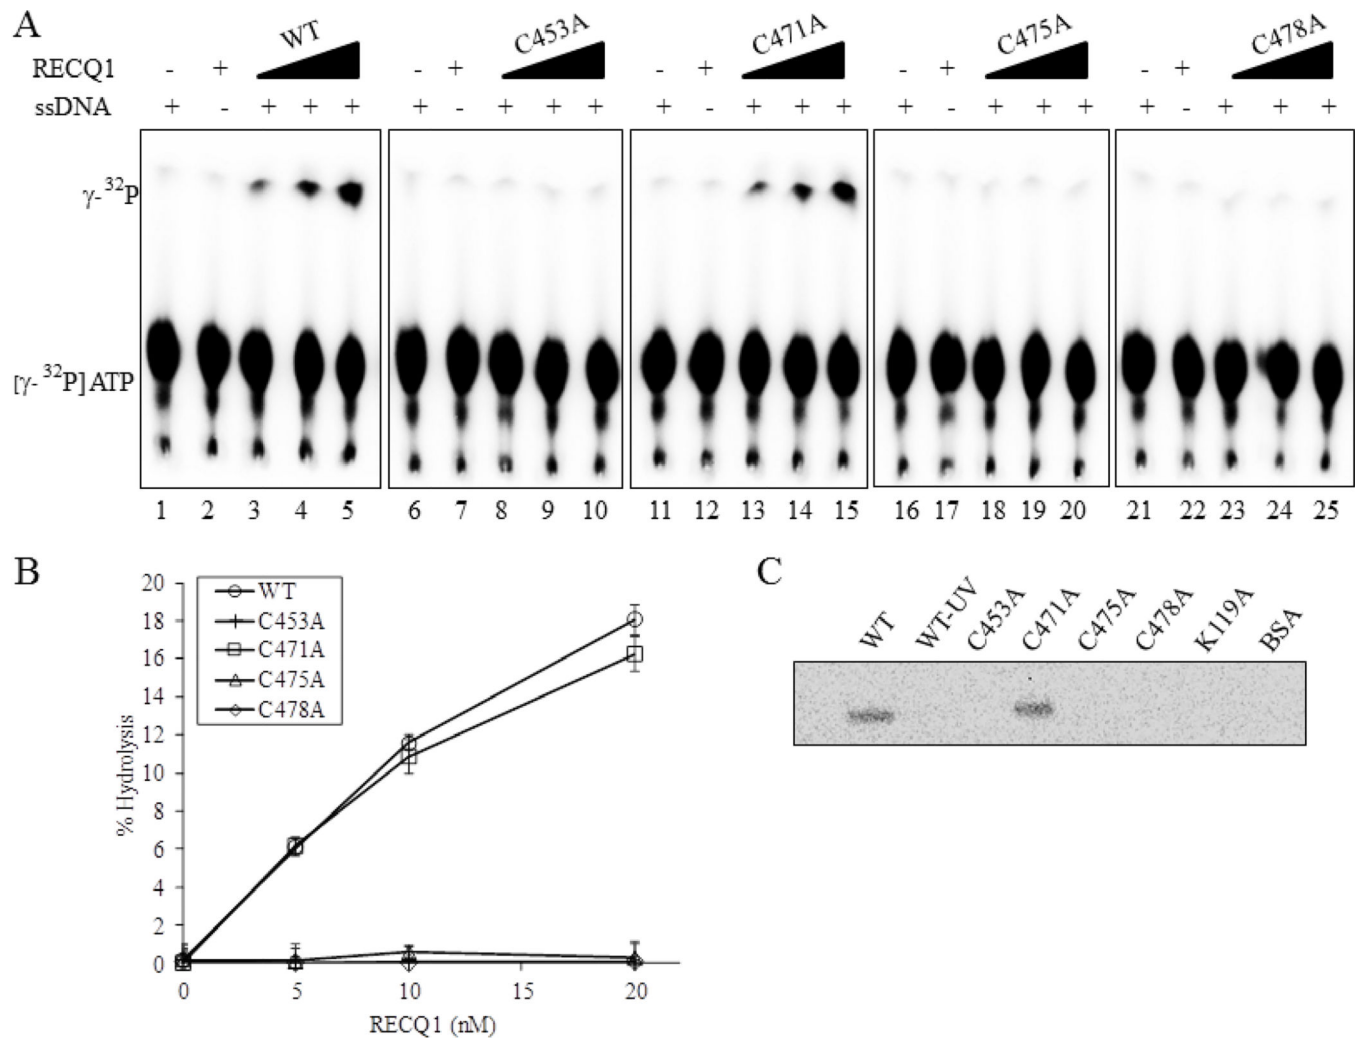 A
WT C453A C471A C475A C478A
RECQ1 - + - + - + - + - +
ssDNA + - + + + + - + + + + - + + + + - + + + + - + + +
γ-³²P
[γ-³²P]ATP
1 2 3 4 5 6 7 8 9 10 11 12 13 14 15 16 17 18 19 20 21 22 23 24 25
B
WT
C453A
C471A
C475A
C478A
% Hydrolysis
20
18
16
14
12
10
8
6
4
2
0
0 5 10 15 20
RECQ1 (nM)
C
WT WT-UV C453A C471A C475A C478A K119A BSA